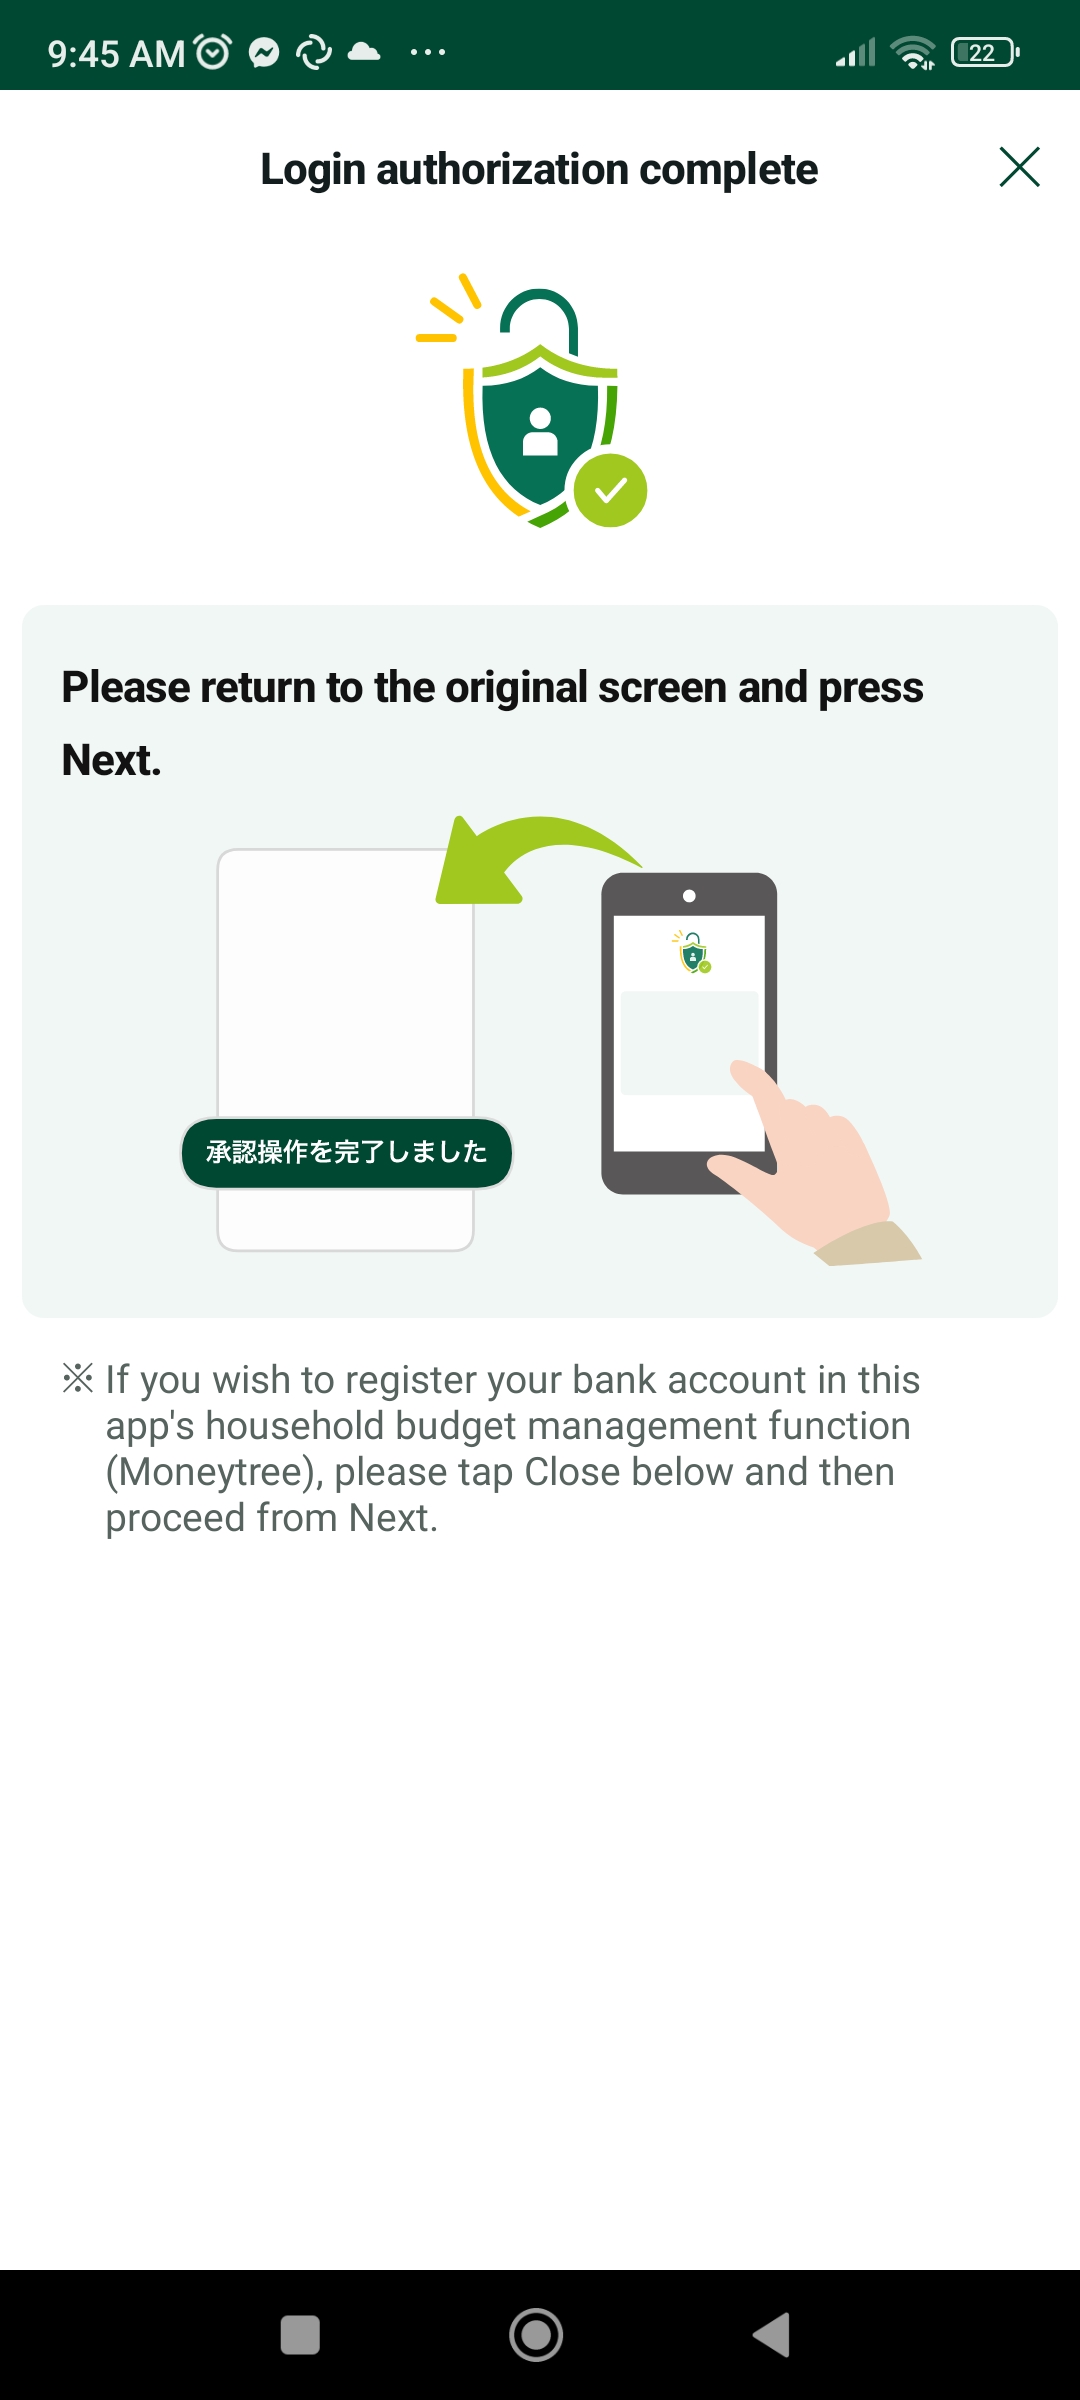 9:45 AM
22
Login authorization complete
Please return to the original screen and press
Next.
承認操作を完了しました
※ If you wish to register your bank account in this
app's household budget management function
(Moneytree), please tap Close below and then
proceed from Next.